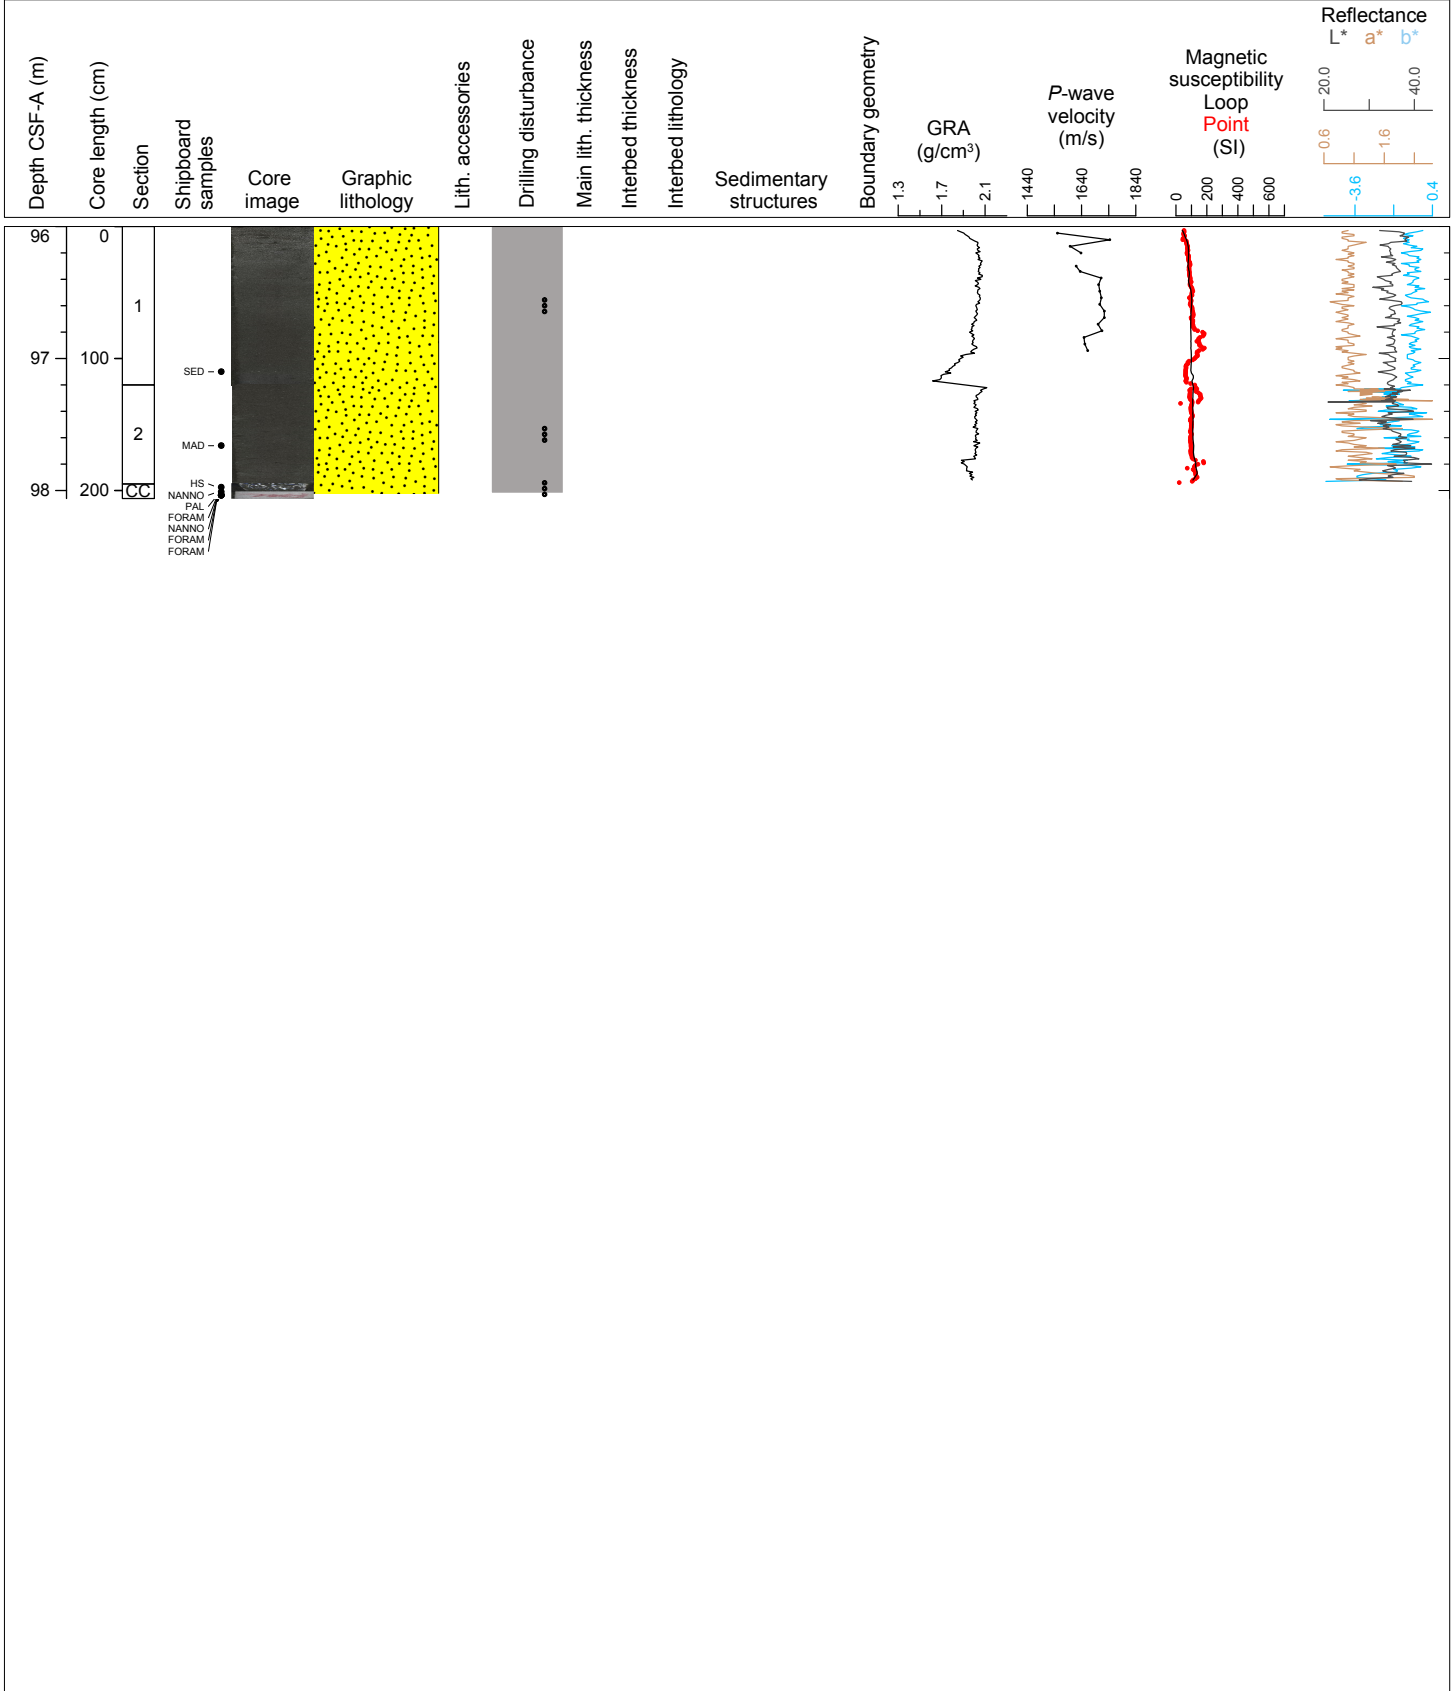 Depth CSF-A (m)
Core length (cm)
Section
Shipboard
samples
Core
image
Graphic
lithology
Lith. accessories
Drilling disturbance
Main lith. thickness
Interbed thickness
Interbed lithology
Sedimentary
structures
Boundary geometry
GRA
(g/cm³)
1.3
1.7
2.1
P-wave
velocity
(m/s)
1440
1640
1840
Magnetic
susceptibility
Loop
Point
(SI)
0
200
400
600
Reflectance
L* a* b*
20.0
40.0
0.6
1.6
-3.6
0.4
96
97
98
0
100
200
1
2
CC
SED
MAD
HS
NANNO
PAL
FORAM
NANNO
FORAM
FORAM